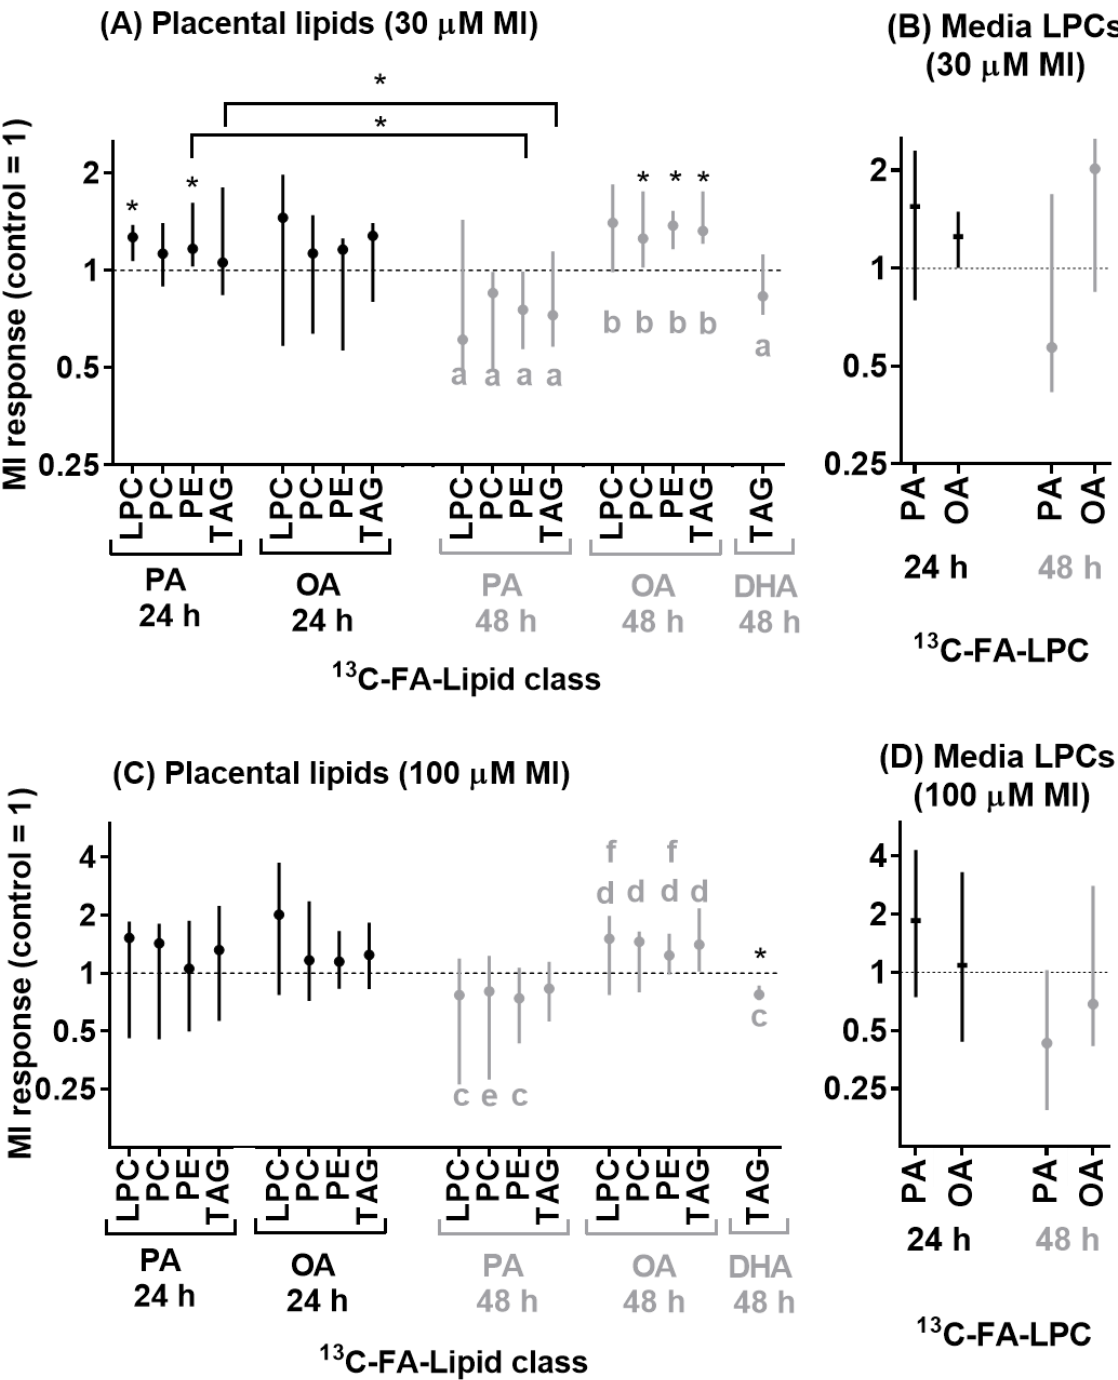 (A) Placental lipids (30 μM MI)
*
*
MI response (control = 1)
2
1
0.5
0.25
* * * * *
b b b b
a a a a a
LPC PC PE TAG LPC PC PE TAG LPC PC PE TAG LPC PC PE TAG TAG
PA OA PA OA DHA
24 h 24 h 48 h 48 h 48 h
13C-FA-Lipid class
(B) Media LPCs
(30 μM MI)
2
1
0.5
0.25
PA OA PA OA
24 h 48 h
13C-FA-LPC
(C) Placental lipids (100 μM MI)
MI response (control = 1)
4
2
1
0.5
0.25
f f
d d d d
*
c
c e c
LPC PC PE TAG LPC PC PE TAG LPC PC PE TAG LPC PC PE TAG TAG
PA OA PA OA DHA
24 h 24 h 48 h 48 h 48 h
13C-FA-Lipid class
(D) Media LPCs
(100 μM MI)
4
2
1
0.5
0.25
PA OA PA OA
24 h 48 h
13C-FA-LPC